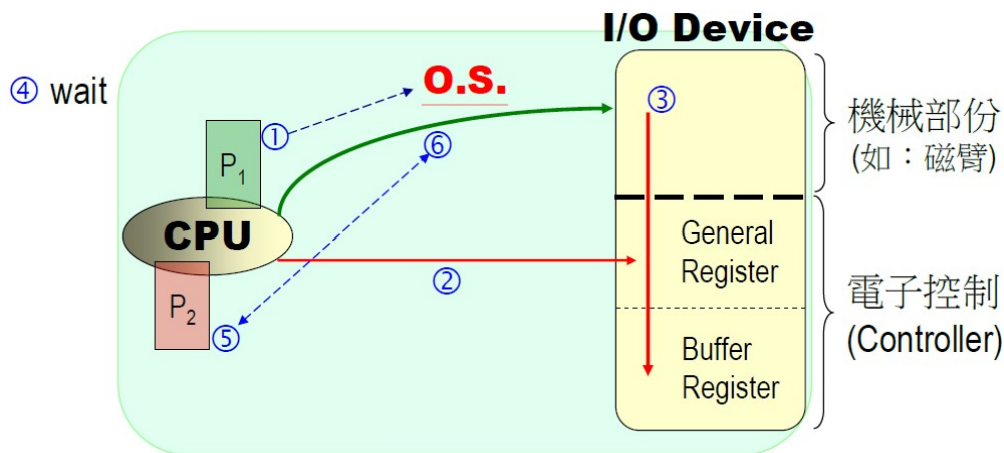 I/O Device
④ wait
O.S.
①
③
⑥
P1
CPU
②
P2
⑤
General
Register
Buffer
Register
機械部份
(如：磁臂)
電子控制
(Controller)